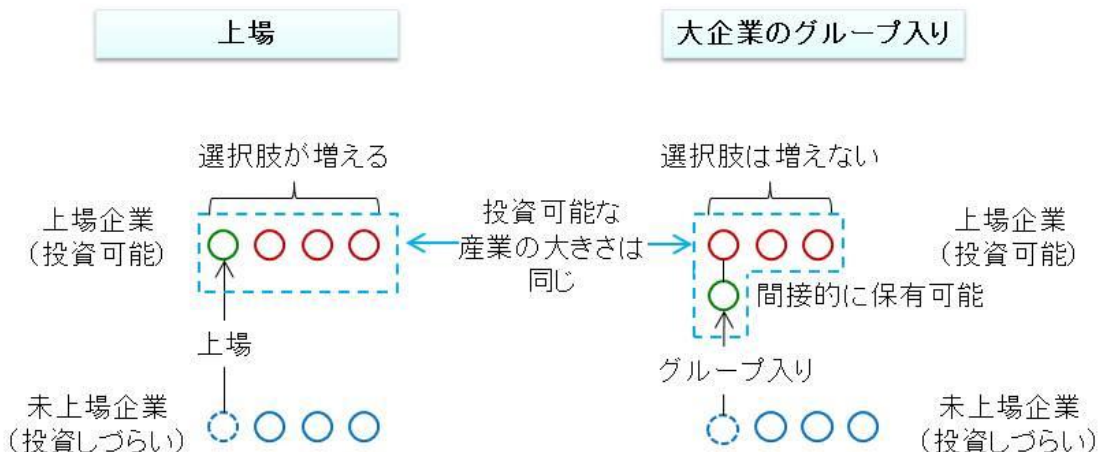 上場
大企業のグループ入り
選択肢が増える
選択肢は増えない
上場企業
(投資可能)
投資可能な
産業の大きさは
同じ
上場企業
(投資可能)
間接的に保有可能
上場
グループ入り
未上場企業
(投資しづらい)
未上場企業
(投資しづらい)